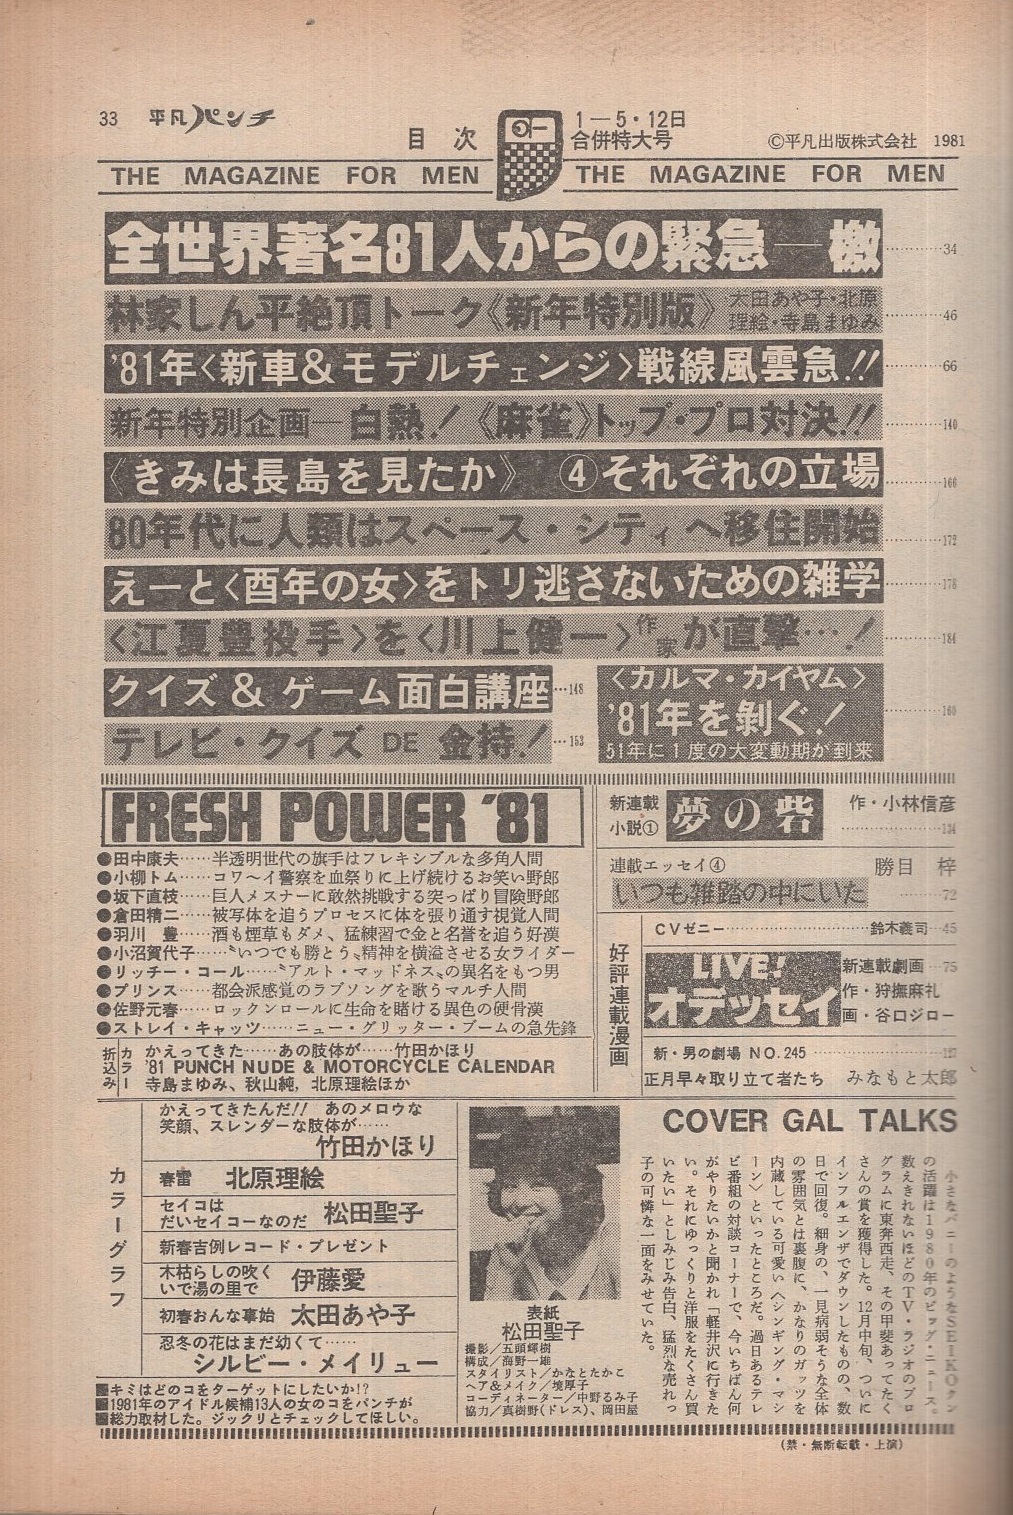 33 平凡パンチ
目次
1―5・12日
合併特大号
©平凡出版株式会社 1981
THE MAGAZINE FOR MEN THE MAGAZINE FOR MEN
全世界著名81人からの緊急―檄 34
林家しん平絶頂トーク《新年特別版》 太田あや子・北原理絵・寺島まゆみ 46
'81年<新車&モデルチェンジ>戦線風雲急!! 66
新年特別企画―白熱!《麻雀》トップ・プロ対決!! 140
《きみは長島を見たか》 ④それぞれの立場 166
80年代に人類はスペース・シティへ移住開始 172
えーと<酉年の女>をトリ逃さないための雑学 178
<江夏豊投手>を<川上健一>作家が直撃…! 184
クイズ&ゲーム面白講座 148
テレビ・クイズ DE 金持! 153
<カルマ・カイヤム>
'81年を剝ぐ! 160
51年に1度の大変動期が到来
FRESH POWER '81
●田中康夫……半透明世代の旗手はフレキシブルな多角人間
●小柳トム……コワ〜イ警察を血祭りに上げ続けるお笑い野郎
●坂下直枝……巨人メスナーに敢然挑戦する突っぱり冒険野郎
●倉田精二……被写体を追うプロセスに体を張り通す視覚人間
●羽川 豊……酒も煙草もダメ、猛練習で金と名誉を追う好漢
●小沼賀代子……〝いつでも勝とう〟精神を横溢させる女ライダー
●リッチー・コール……〝アルト・マッドネス〟の異名をもつ男
●プリンス……都会派感覚のラブソングを歌うマルチ人間
●佐野元春……ロックンロールに生命を賭ける異色の硬骨漢
●ストレイ・キャッツ……ニュー・グリッター・ブームの急先鋒
折込み カラー
かえってきた……あの肢体が……竹田かほり
'81 PUNCH NUDE & MOTORCYCLE CALENDAR
寺島まゆみ、秋山純、北原理絵ほか
新連載小説① 夢の砦 作・小林信彦 134
連載エッセイ④ 勝目 梓
いつも雑踏の中にいた 72
好評連載漫画
CVゼニー 鈴木義司 45
LIVE!オデッセイ
新連載劇画 75
作・狩撫麻礼
画・谷口ジロー
新・男の劇場 NO.245 127
正月早々取り立て者たち みなもと太郎
カラーグラフ
かえってきたんだ!! あのメロウな
笑顔、スレンダーな肢体が……
竹田かほり
春雷 北原理絵
セイコは
だいセイコーなのだ 松田聖子
新春吉例レコード・プレゼント
木枯らしの吹く
いで湯の里で 伊藤愛
初春おんな事始 太田あや子
忍冬の花はまだ幼くて……
シルビー・メイリュー
■キミはどのコをターゲットにしたいか!?
■1981年のアイドル候補13人の女のコをパンチが
■総力取材した。ジックリとチェックしてほしい。
表紙
松田聖子
撮影/五頭輝樹
構成/海野一雄
スタイリスト/かなとたかこ
ヘア&メイク/境厚子
コーディネーター/中野るみ子
協力/真樹野(ドレス)、岡田屋
COVER GAL TALKS
小さなバニーのようなSEIKOクン
の活躍は1980年のビッグ・ニュース。
数えきれないほどのTV・ラジオのプロ
グラムに東奔西走、その甲斐あってたく
さんの賞を獲得した。12月中旬、ついに
インフルエンザでダウンしたものの、数
日で回復。細身の、一見病弱そうな全体
の雰囲気とは裏腹に、かなりのガッツを
内蔵している可愛い〈シンギング・マシ
ーン〉といったところだ。過日あるテレ
ビ番組の対談コーナーで、今いちばん何
がやりたいかと聞かれ「軽井沢に行きた
い。それにゆっくりと洋服をたくさん買
いたい」としみじみ告白、猛烈な売れっ
子の可憐な一面をみせていた。
(禁・無断転載・上演)